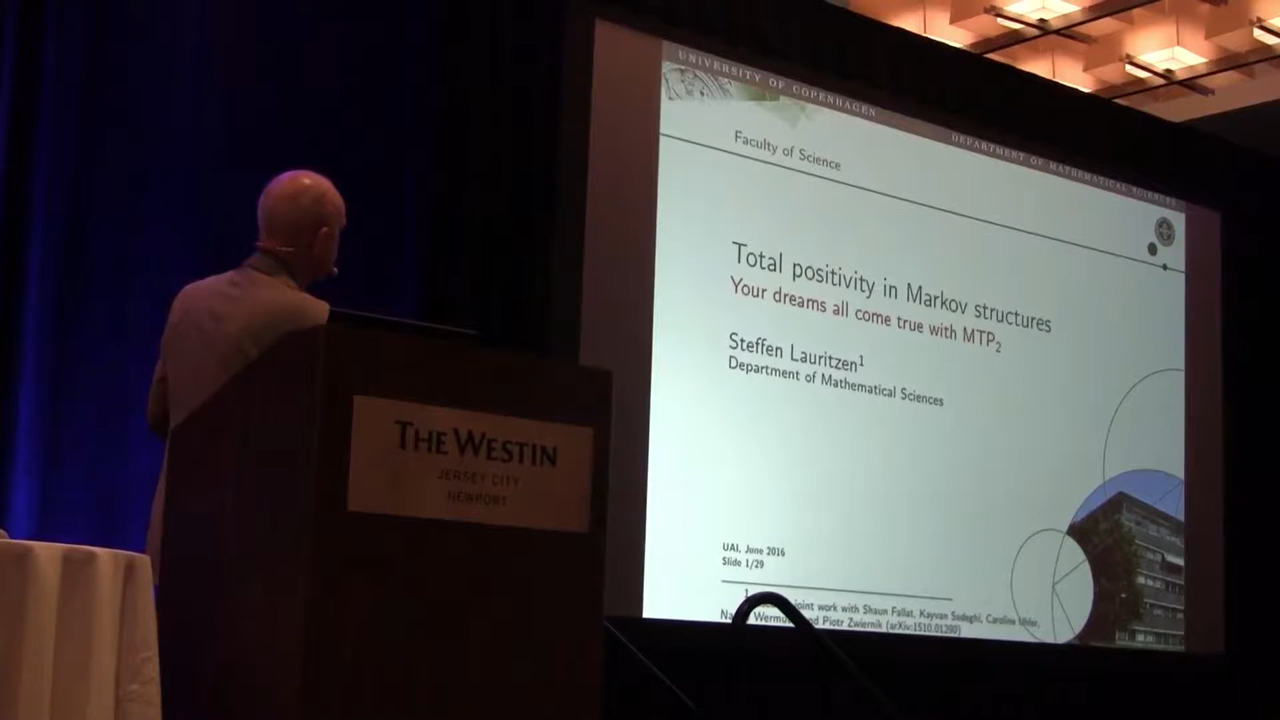 UNIVERSITY OF COPENHAGEN
DEPARTMENT OF MATHEMATICAL SCIENCES
Faculty of Science
Total positivity in Markov structures
Your dreams all come true with MTP2
Steffen Lauritzen1
Department of Mathematical Sciences
THE WESTIN
JERSEY CITY
NEWPORT
UAI, June 2016
Slide 1/29
1 joint work with Shaun Fallat, Kayvan Sadeghi, Caroline Uhler,
and Piotr Zwiernik (arXiv:1510.01290)